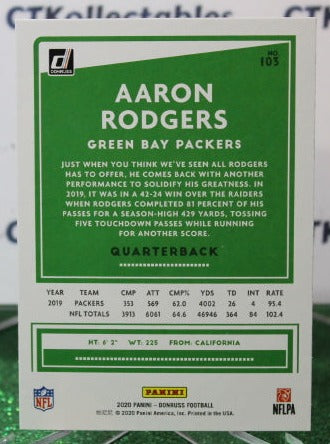 CTKollectables
DONRUSS
NO.
103
AARON
RODGERS
GREEN BAY PACKERS
JUST WHEN YOU THINK WE'VE SEEN ALL RODGERS
HAS TO OFFER, HE COMES BACK WITH ANOTHER
PERFORMANCE TO SOLIDIFY HIS GREATNESS. IN
2019, IT WAS IN A 42-24 WIN OVER THE RAIDERS
WHEN RODGERS COMPLETED 81 PERCENT OF HIS
PASSES FOR A SEASON-HIGH 429 YARDS, TOSSING
FIVE TOUCHDOWN PASSES WHILE RUNNING
FOR ANOTHER SCORE.
QUARTERBACK
YEAR TEAM CMP ATT CMP% YDS TD INT RATE
2019 PACKERS 353 569 62.0 4002 26 4 95.4
NFL TOTALS 3913 6061 64.6 46946 364 84 102.4
HT: 6' 2" WT: 225 FROM: CALIFORNIA
NFL
PANINI
NFLPA
2020 PANINI – DONRUSS FOOTBALL
© 2020 Panini America, Inc. Printed in the USA.